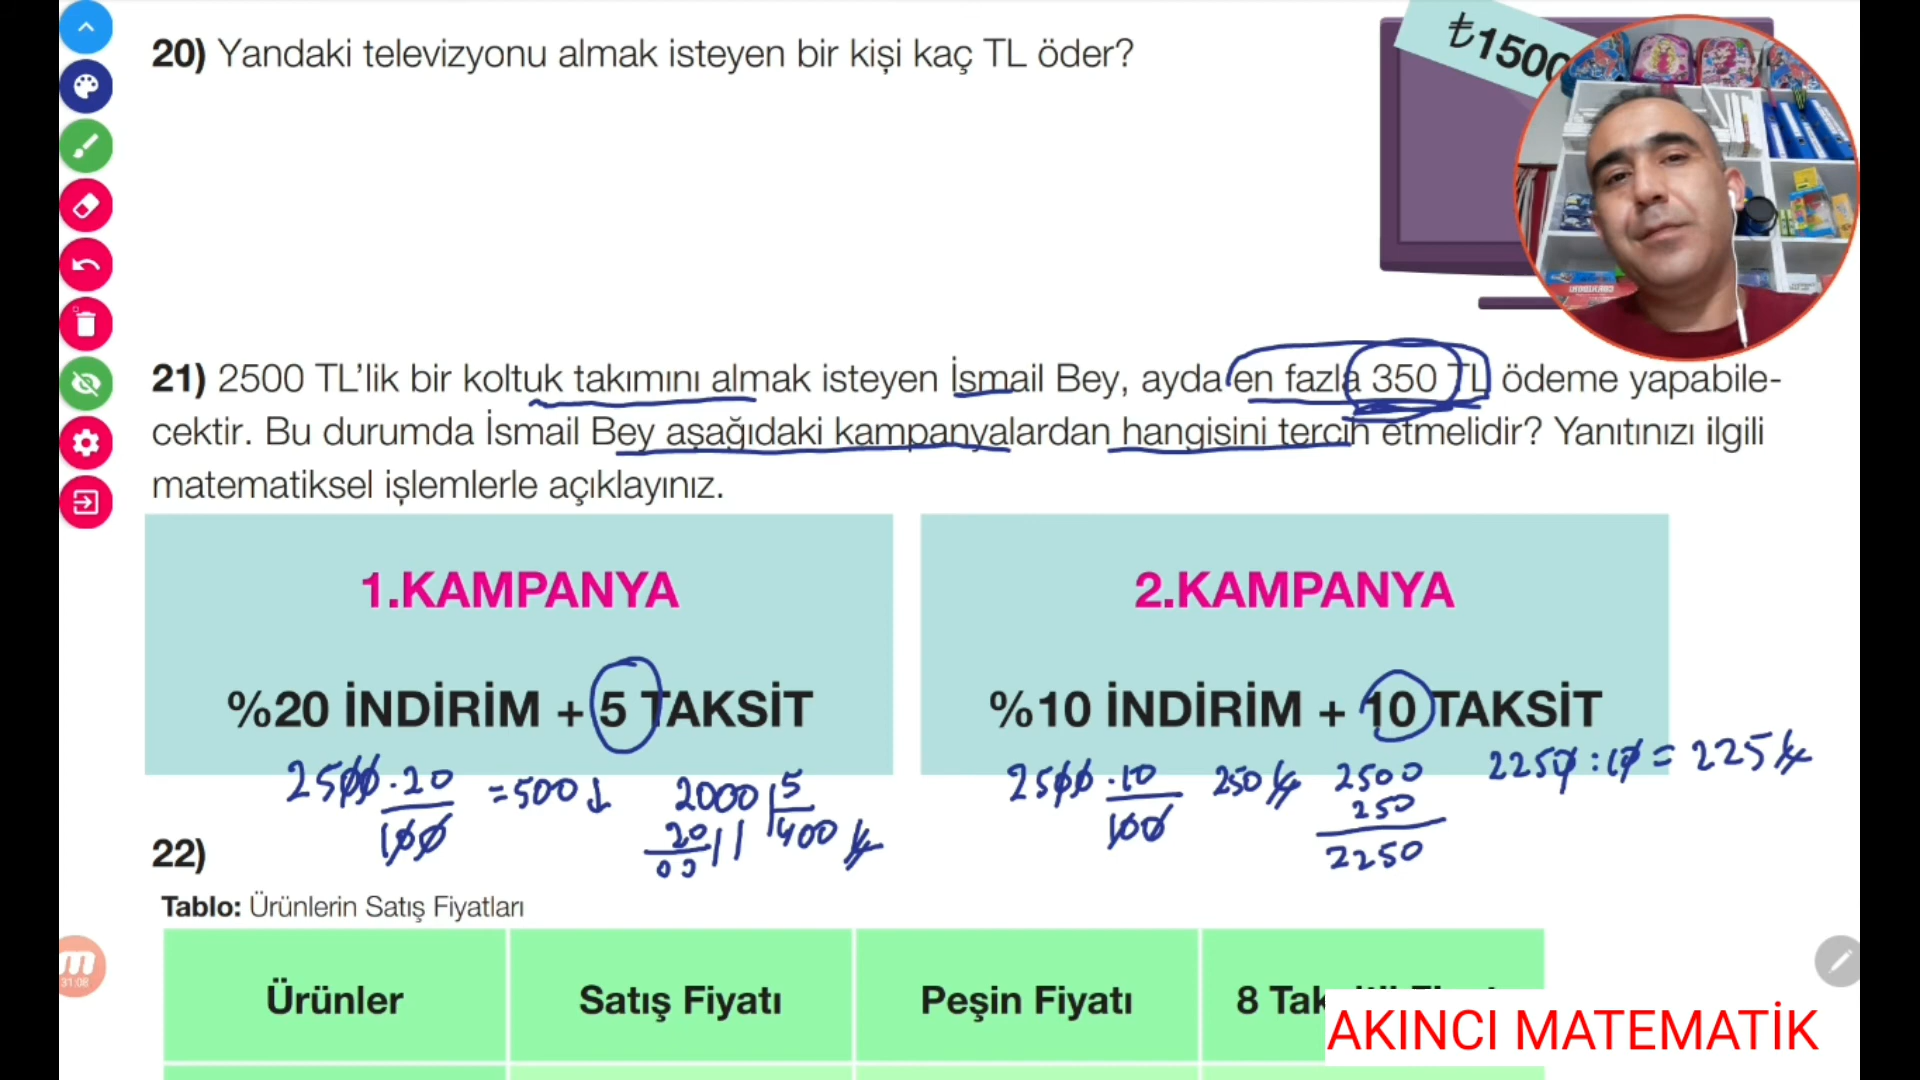 20) Yandaki televizyonu almak isteyen bir kişi kaç TL öder?
₺1500
21) 2500 TL’lik bir koltuk takımını almak isteyen İsmail Bey, ayda en fazla 350 TL ödeme yapabile-
cektir. Bu durumda İsmail Bey aşağıdaki kampanyalardan hangisini tercih etmelidir? Yanıtınızı ilgili
matematiksel işlemlerle açıklayınız.
1.KAMPANYA
%20 İNDİRİM + 5 TAKSİT
2.KAMPANYA
%10 İNDİRİM + 10 TAKSİT
2500 · 20
100
= 500 ↓
2000 | 5
20
400 ₺
00
2500 · 10
100
250 ₺
2500
250
2250
2250 : 10 = 225 ₺
22)
Tablo: Ürünlerin Satış Fiyatları
Ürünler Satış Fiyatı Peşin Fiyatı 8
AKINCI MATEMATİK
31:08